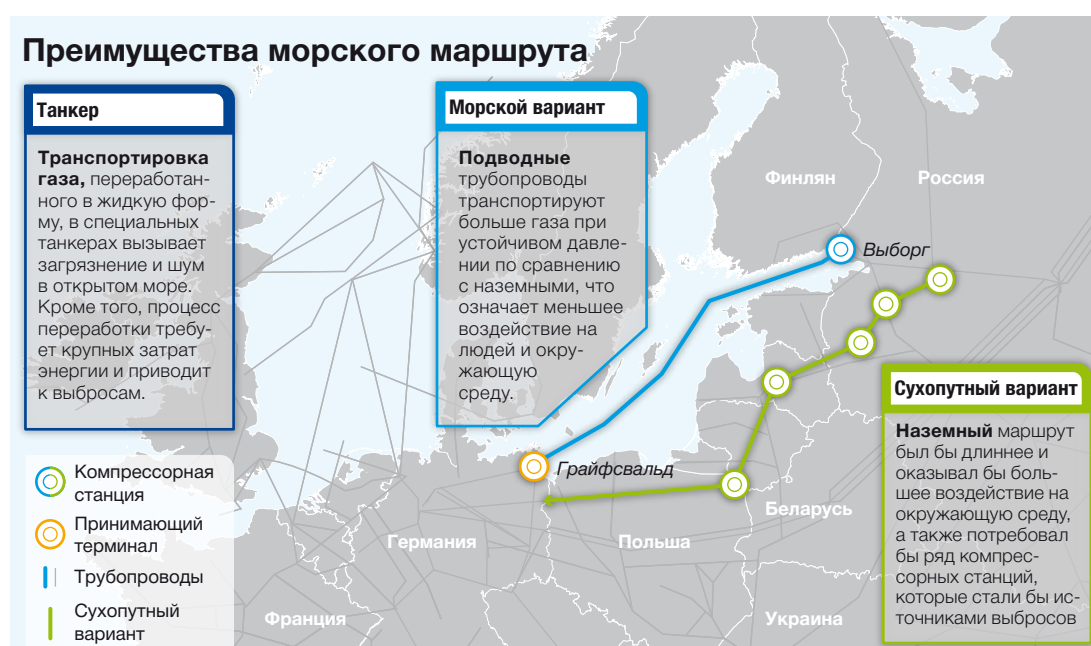 Преимущества морского маршрута
Танкер
Транспортировка
газа, переработан-
ного в жидкую фор-
му, в специальных
танкерах вызывает
загрязнение и шум
в открытом море.
Кроме того, процесс
переработки требу-
ет крупных затрат
энергии и приводит
к выбросам.
Морской вариант
Подводные
трубопроводы
транспортируют
больше газа при
устойчивом давле-
нии по сравнению
с наземными, что
означает меньшее
воздействие на
людей и окру-
жающую
среду.
Финлян
Россия
Выборг
Сухопутный вариант
Наземный маршрут
был бы длиннее и
оказывал бы боль-
шее воздействие на
окружающую среду,
а также потребовал
бы ряд компрес-
сорных станций,
которые стали бы ис-
точниками выбросов
Грайфсвальд
Беларусь
Германия
Польша
Франция
Украина
Компрессорная
станция
Принимающий
терминал
Трубопроводы
Сухопутный
вариант